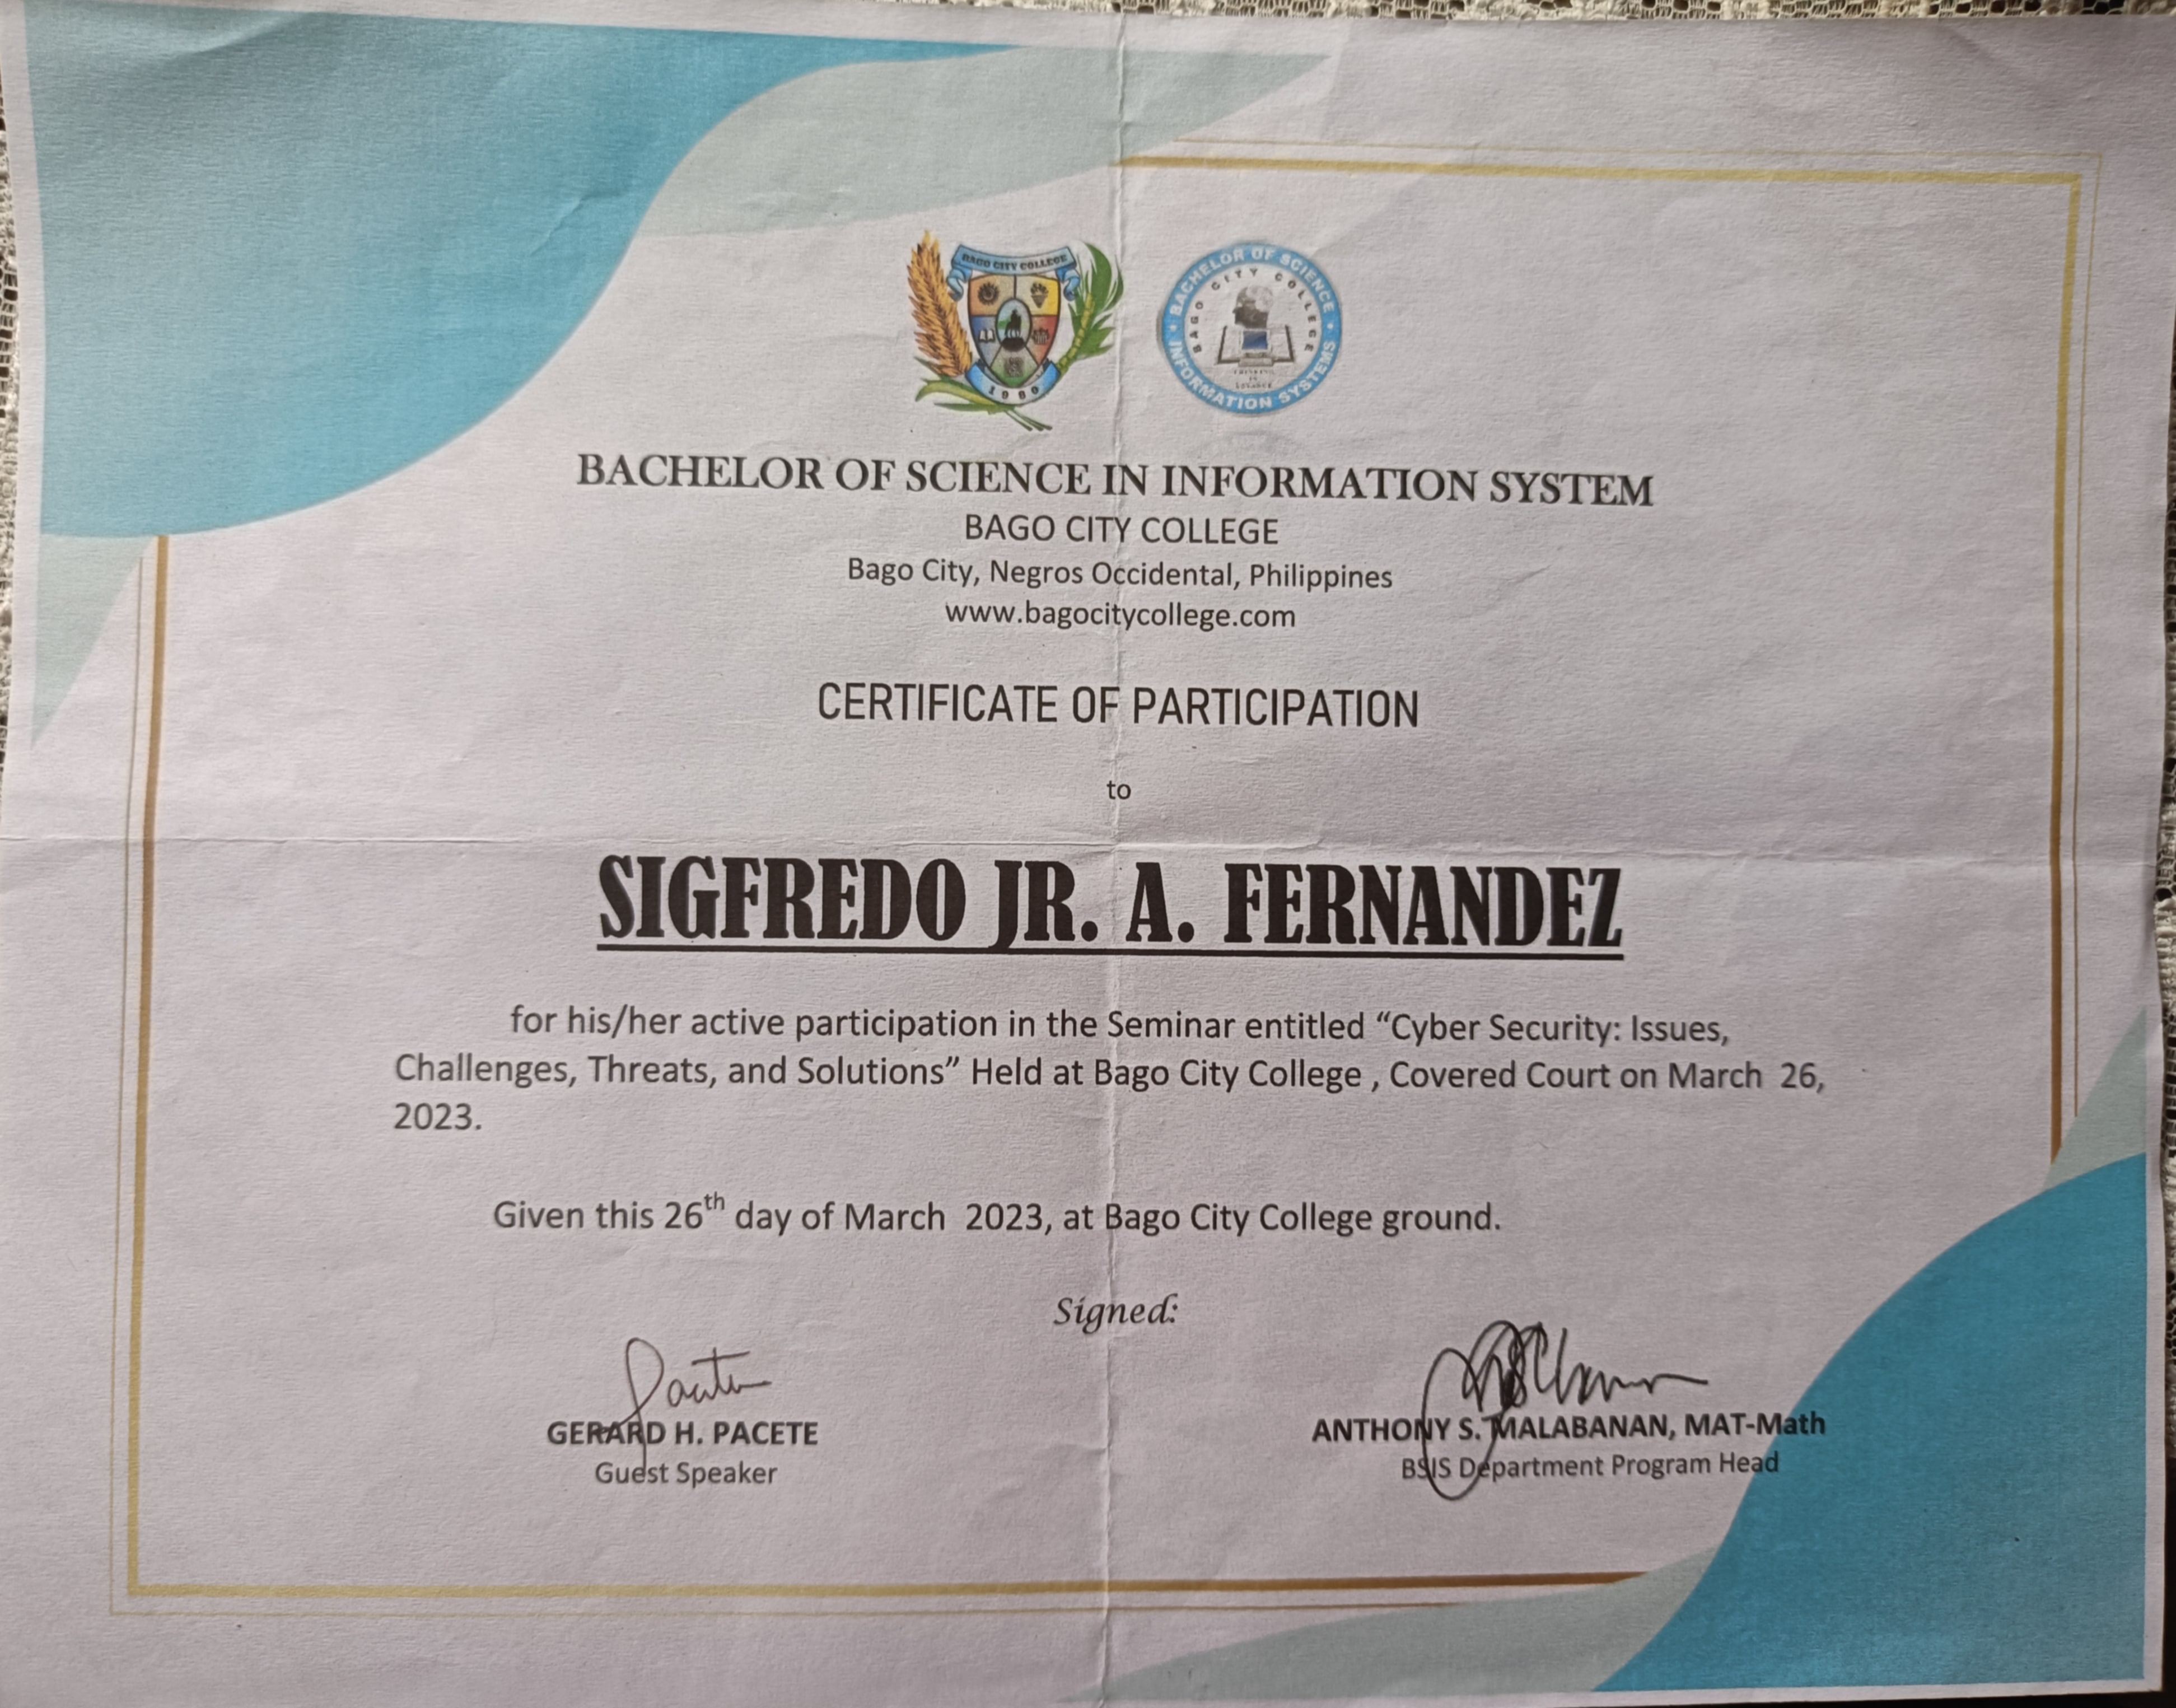 BAGO CITY COLLEGE
BACHELOR OF SCIENCE
BAGO CITY COLLEGE
INFORMATION SYSTEMS
BACHELOR OF SCIENCE IN INFORMATION SYSTEM
BAGO CITY COLLEGE
Bago City, Negros Occidental, Philippines
www.bagocitycollege.com
CERTIFICATE OF PARTICIPATION
to
SIGFREDO JR. A. FERNANDEZ
for his/her active participation in the Seminar entitled “Cyber Security: Issues,
Challenges, Threats, and Solutions” Held at Bago City College , Covered Court on March 26,
2023.
Given this 26th day of March 2023, at Bago City College ground.
Signed:
GERARD H. PACETE
Guest Speaker
ANTHONY S. MALABANAN, MAT-Math
BSIS Department Program Head